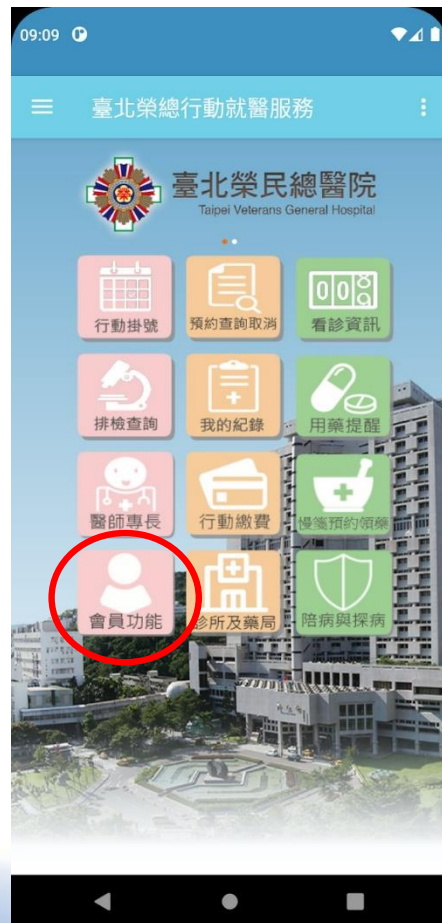 09:09
臺北榮總行動就醫服務
臺北榮民總醫院
Taipei Veterans General Hospital
行動掛號 預約查詢取消 看診資訊
排檢查詢 我的紀錄 用藥提醒
醫師專長 行動繳費 慢箋預約領藥
會員功能 診所及藥局 陪病與探病